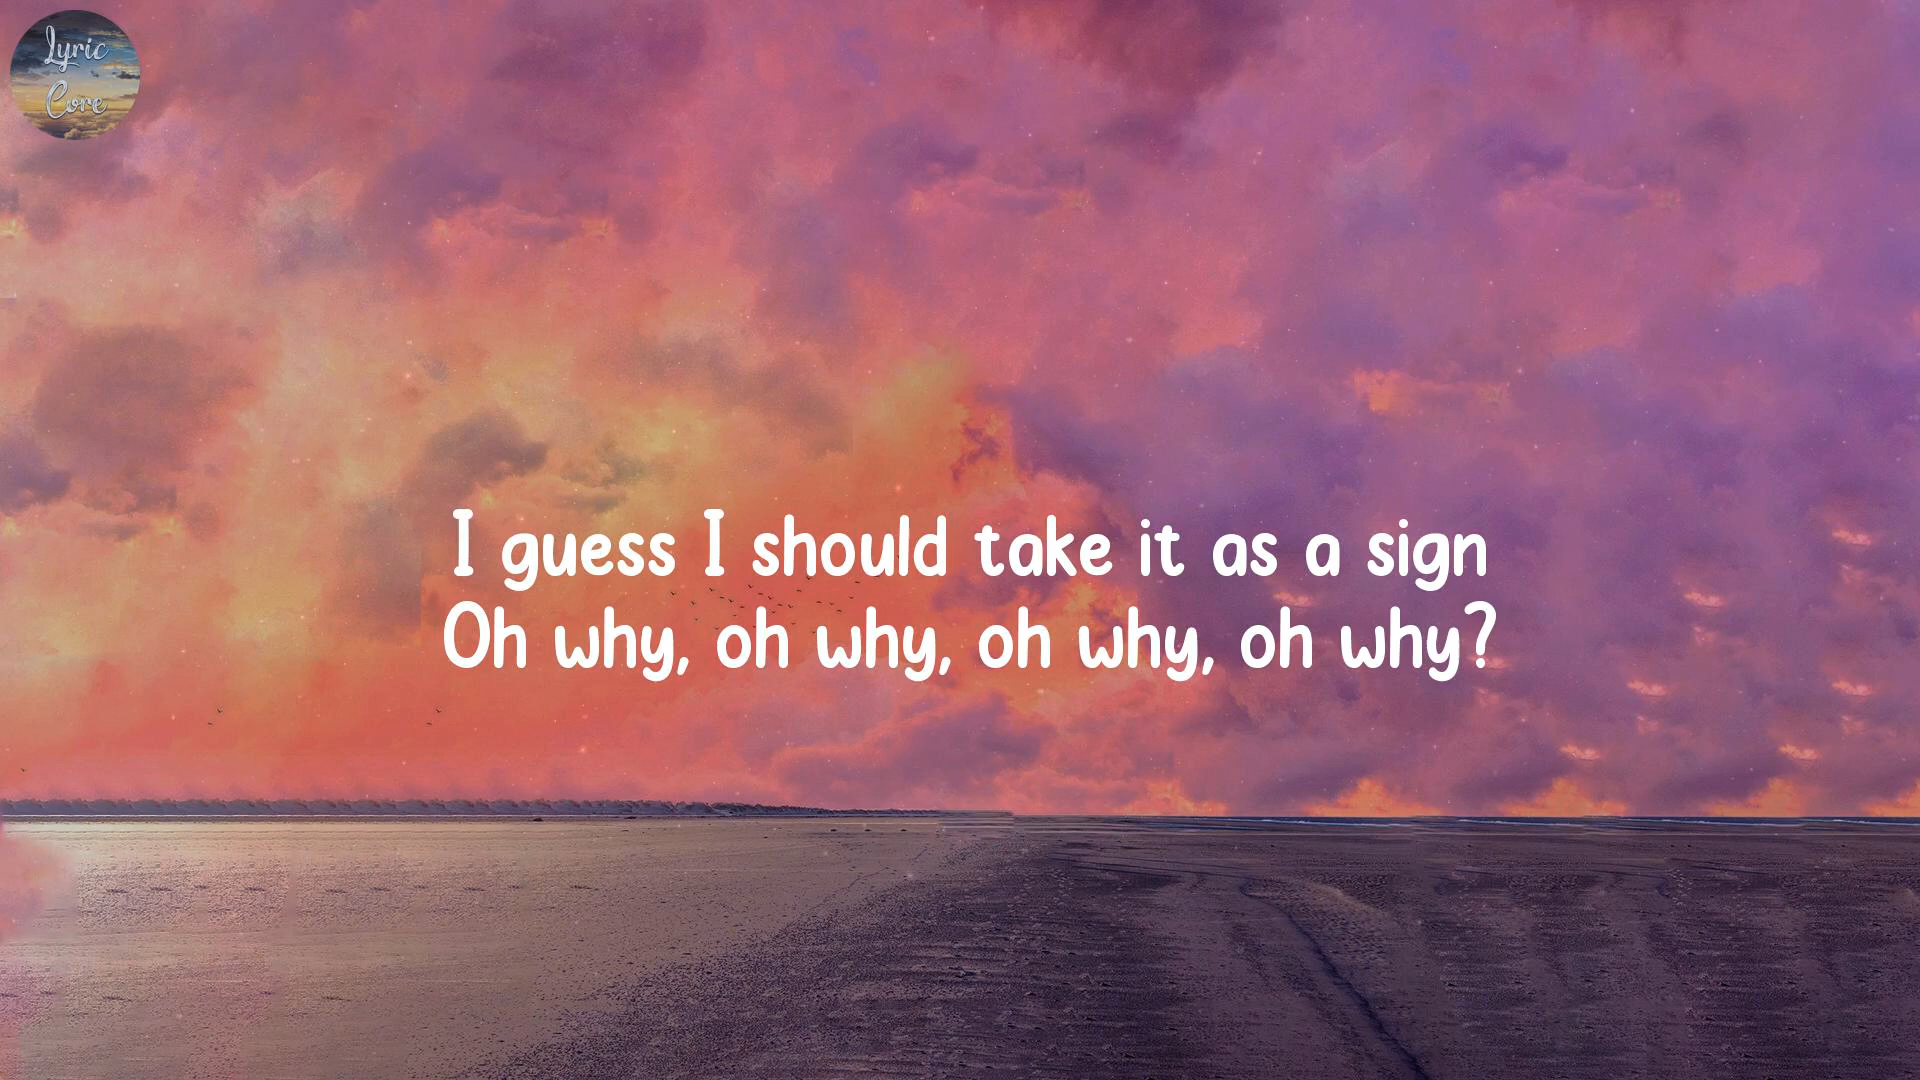 Lyric
Core
I guess I should take it as a sign
Oh why, oh why, oh why, oh why?